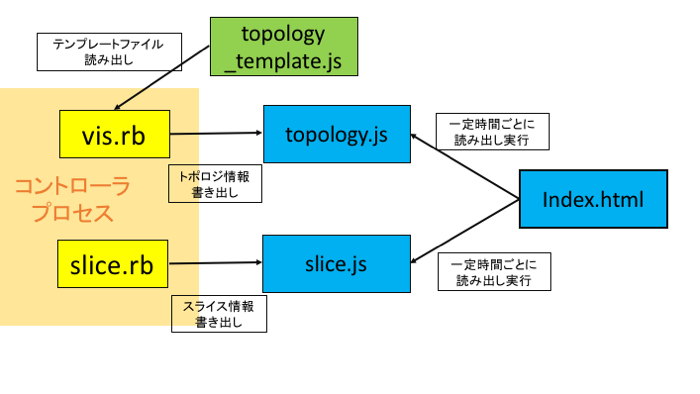 テンプレートファイル
読み出し
topology
_template.js
vis.rb
topology.js
一定時間ごとに
読み出し実行
トポロジ情報
書き出し
コントローラ
プロセス
Index.html
slice.rb
slice.js
一定時間ごとに
読み出し実行
スライス情報
書き出し